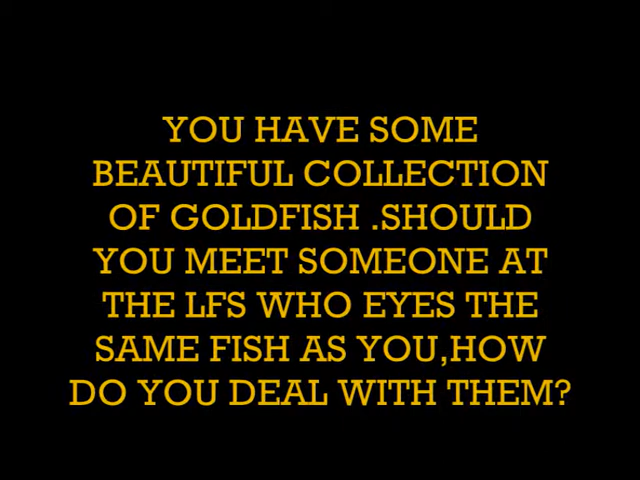 YOU HAVE SOME
BEAUTIFUL COLLECTION
OF GOLDFISH .SHOULD
YOU MEET SOMEONE AT
THE LFS WHO EYES THE
SAME FISH AS YOU,HOW
DO YOU DEAL WITH THEM?